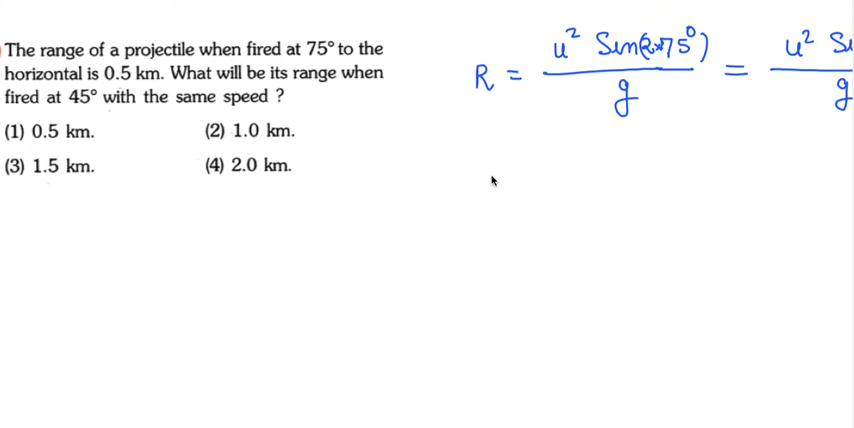 The range of a projectile when fired at 75° to the
horizontal is 0.5 km. What will be its range when
fired at 45° with the same speed ?
(1) 0.5 km. (2) 1.0 km.
(3) 1.5 km. (4) 2.0 km.
R = u² Sin(2×75°) / g = u² S / g